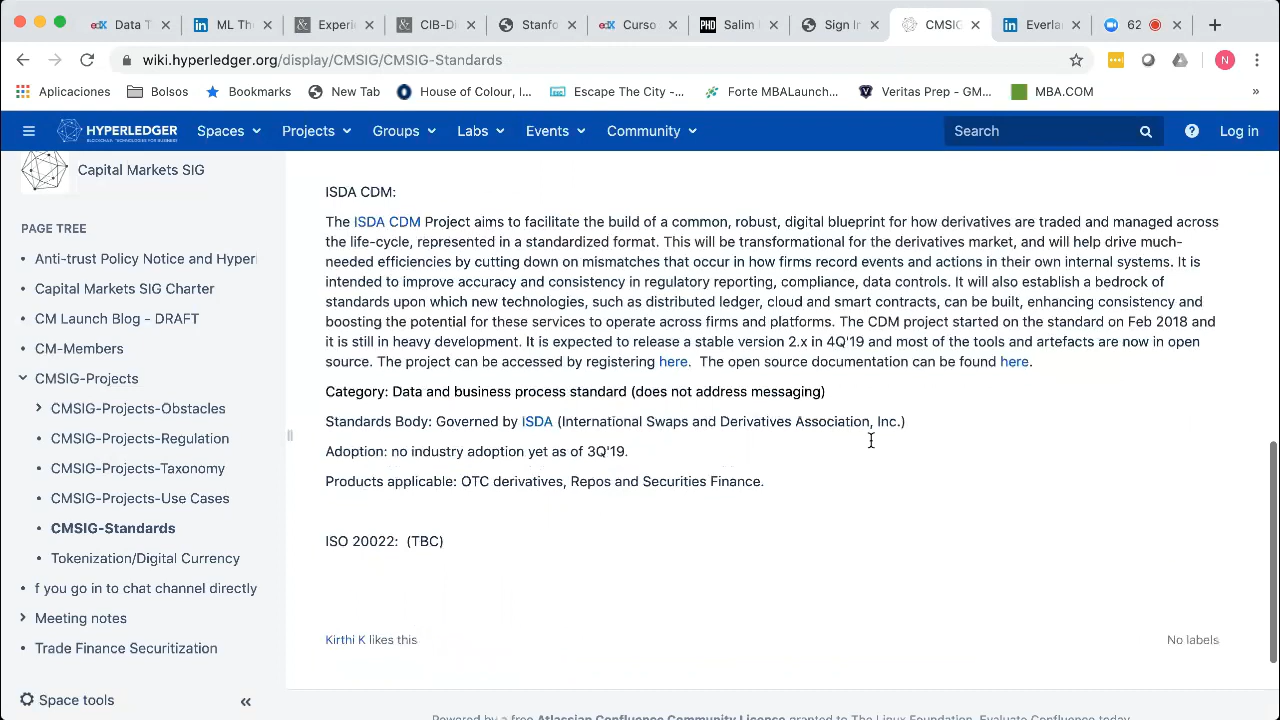 Data T
ML Th
Experi
CIB-Di
Stanfo
Curso
Salim
Sign In
CMSIG
Everla
62
wiki.hyperledger.org/display/CMSIG/CMSIG-Standards
N
Aplicaciones
Bolsos
Bookmarks
New Tab
House of Colour, I...
Escape The City -...
Forte MBALaunch...
Veritas Prep - GM...
MBA.COM
»
HYPERLEDGER
Spaces
Projects
Groups
Labs
Events
Community
Search
Log in
Capital Markets SIG
PAGE TREE
Anti-trust Policy Notice and Hyperl
Capital Markets SIG Charter
CM Launch Blog - DRAFT
CM-Members
CMSIG-Projects
CMSIG-Projects-Obstacles
CMSIG-Projects-Regulation
CMSIG-Projects-Taxonomy
CMSIG-Projects-Use Cases
CMSIG-Standards
Tokenization/Digital Currency
f you go in to chat channel directly
Meeting notes
Trade Finance Securitization
Space tools
«
ISDA CDM:
The ISDA CDM Project aims to facilitate the build of a common, robust, digital blueprint for how derivatives are traded and managed across
the life-cycle, represented in a standardized format. This will be transformational for the derivatives market, and will help drive much-
needed efficiencies by cutting down on mismatches that occur in how firms record events and actions in their own internal systems. It is
intended to improve accuracy and consistency in regulatory reporting, compliance, data controls. It will also establish a bedrock of
standards upon which new technologies, such as distributed ledger, cloud and smart contracts, can be built, enhancing consistency and
boosting the potential for these services to operate across firms and platforms. The CDM project started on the standard on Feb 2018 and
it is still in heavy development. It is expected to release a stable version 2.x in 4Q'19 and most of the tools and artefacts are now in open
source. The project can be accessed by registering here. The open source documentation can be found here.
Category: Data and business process standard (does not address messaging)
Standards Body: Governed by ISDA (International Swaps and Derivatives Association, Inc.)
Adoption: no industry adoption yet as of 3Q'19.
Products applicable: OTC derivatives, Repos and Securities Finance.
ISO 20022: (TBC)
Kirthi K likes this
No labels
Powered by a free Atlassian Confluence Community License granted to The Linux Foundation. Evaluate Confluence today.